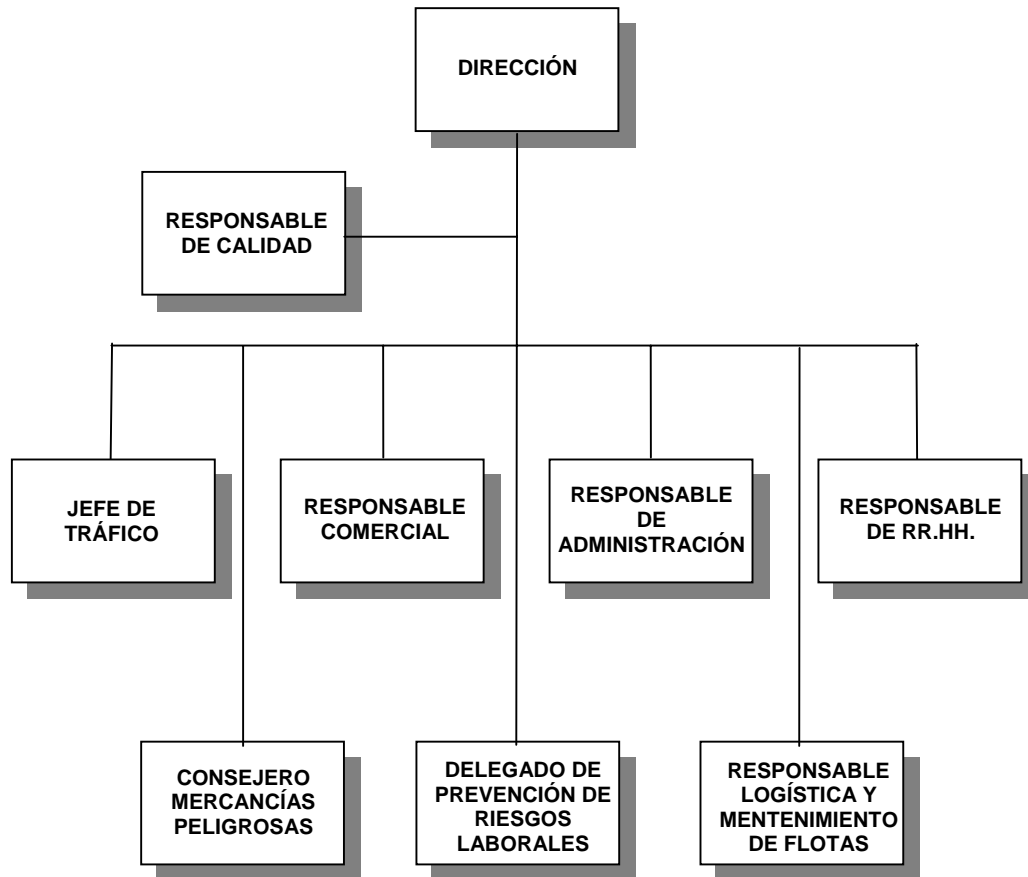 DIRECCIÓN
RESPONSABLE
DE CALIDAD
JEFE DE
TRÁFICO
RESPONSABLE
COMERCIAL
RESPONSABLE
DE
ADMINISTRACIÓN
RESPONSABLE
DE RR.HH.
CONSEJERO
MERCANCÍAS
PELIGROSAS
DELEGADO DE
PREVENCIÓN DE
RIESGOS
LABORALES
RESPONSABLE
LOGÍSTICA Y
MENTENIMIENTO
DE FLOTAS